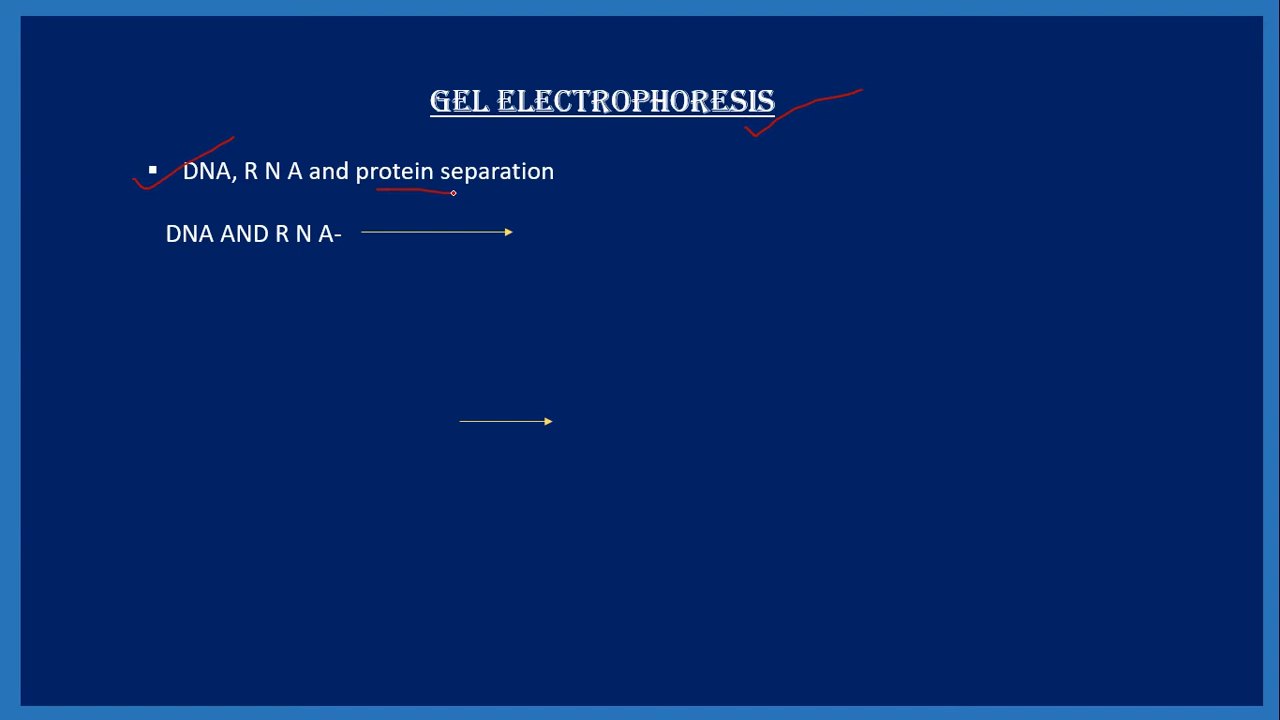 GEL ELECTROPHORESIS
▪ DNA, R N A and protein separation
DNA AND R N A-